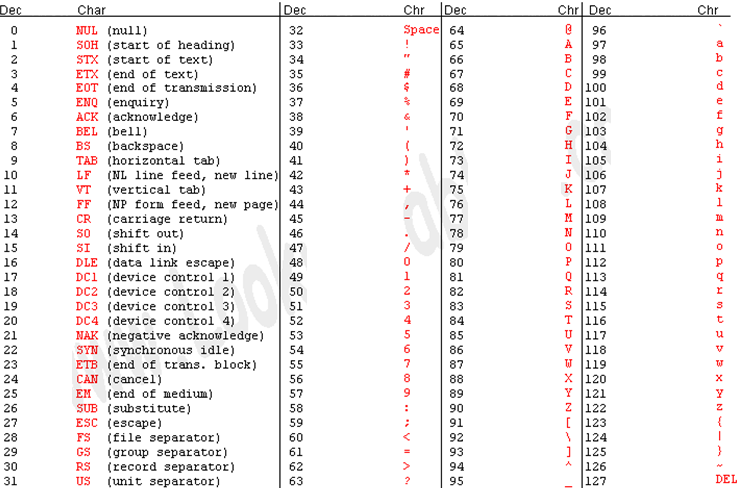 Dec Char Dec Chr Dec Chr Dec Chr
0 NUL (null) 32 Space 64 @ 96 `
1 SOH (start of heading) 33 ! 65 A 97 a
2 STX (start of text) 34 " 66 B 98 b
3 ETX (end of text) 35 # 67 C 99 c
4 EOT (end of transmission) 36 $ 68 D 100 d
5 ENQ (enquiry) 37 % 69 E 101 e
6 ACK (acknowledge) 38 & 70 F 102 f
7 BEL (bell) 39 ' 71 G 103 g
8 BS (backspace) 40 ( 72 H 104 h
9 TAB (horizontal tab) 41 ) 73 I 105 i
10 LF (NL line feed, new line) 42 * 74 J 106 j
11 VT (vertical tab) 43 + 75 K 107 k
12 FF (NP form feed, new page) 44 , 76 L 108 l
13 CR (carriage return) 45 - 77 M 109 m
14 SO (shift out) 46 . 78 N 110 n
15 SI (shift in) 47 / 79 O 111 o
16 DLE (data link escape) 48 0 80 P 112 p
17 DC1 (device control 1) 49 1 81 Q 113 q
18 DC2 (device control 2) 50 2 82 R 114 r
19 DC3 (device control 3) 51 3 83 S 115 s
20 DC4 (device control 4) 52 4 84 T 116 t
21 NAK (negative acknowledge) 53 5 85 U 117 u
22 SYN (synchronous idle) 54 6 86 V 118 v
23 ETB (end of trans. block) 55 7 87 W 119 w
24 CAN (cancel) 56 8 88 X 120 x
25 EM (end of medium) 57 9 89 Y 121 y
26 SUB (substitute) 58 : 90 Z 122 z
27 ESC (escape) 59 ; 91 [ 123 {
28 FS (file separator) 60 < 92 \ 124 |
29 GS (group separator) 61 = 93 ] 125 }
30 RS (record separator) 62 > 94 ^ 126 ~
31 US (unit separator) 63 ? 95 _ 127 DEL